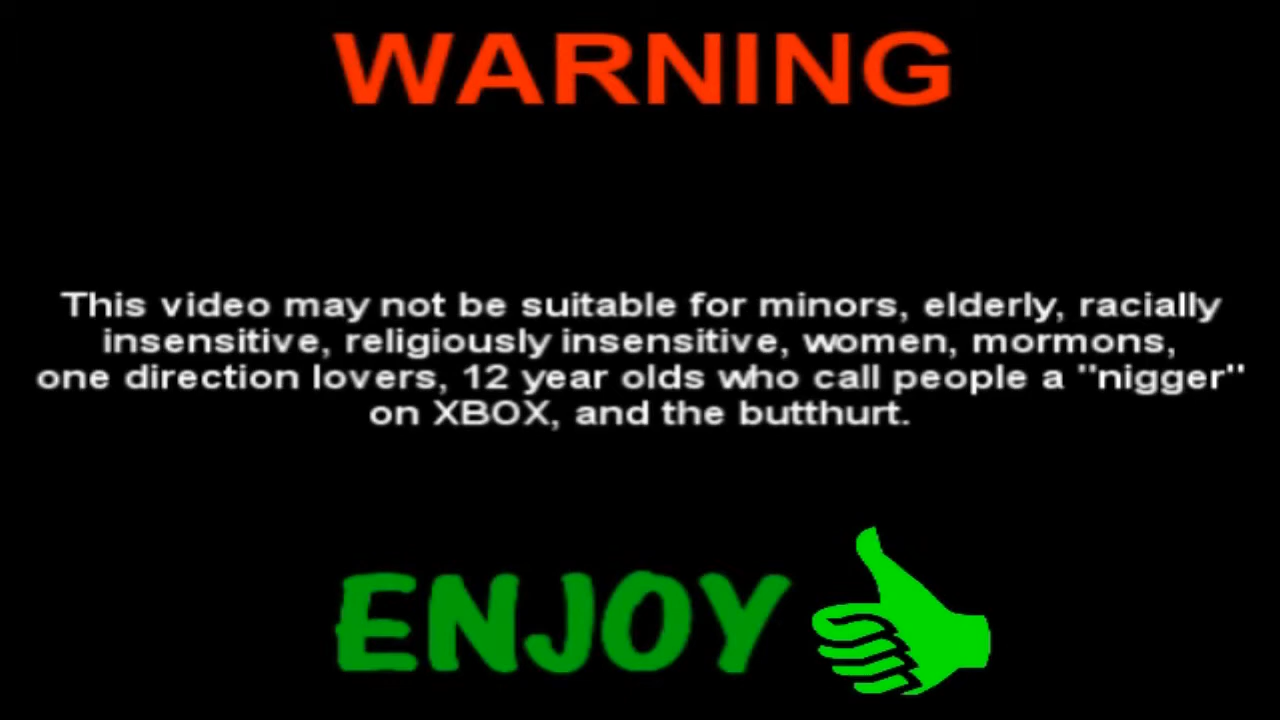 WARNING
This video may not be suitable for minors, elderly, racially
insensitive, religiously insensitive, women, mormons,
one direction lovers, 12 year olds who call people a "nigger"
on XBOX, and the butthurt.
ENJOY